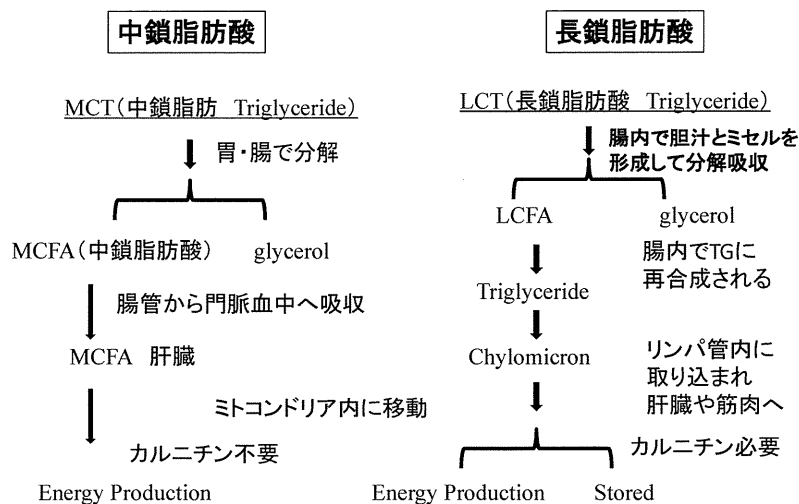 中鎖脂肪酸
MCT(中鎖脂肪 Triglyceride)
胃・腸で分解
MCFA(中鎖脂肪酸) glycerol
腸管から門脈血中へ吸収
MCFA 肝臓
ミトコンドリア内に移動
カルニチン不要
Energy Production
長鎖脂肪酸
LCT(長鎖脂肪酸 Triglyceride)
腸内で胆汁とミセルを
形成して分解吸収
LCFA glycerol
腸内でTGに
再合成される
Triglyceride
Chylomicron
リンパ管内に
取り込まれ
肝臓や筋肉へ
カルニチン必要
Energy Production Stored